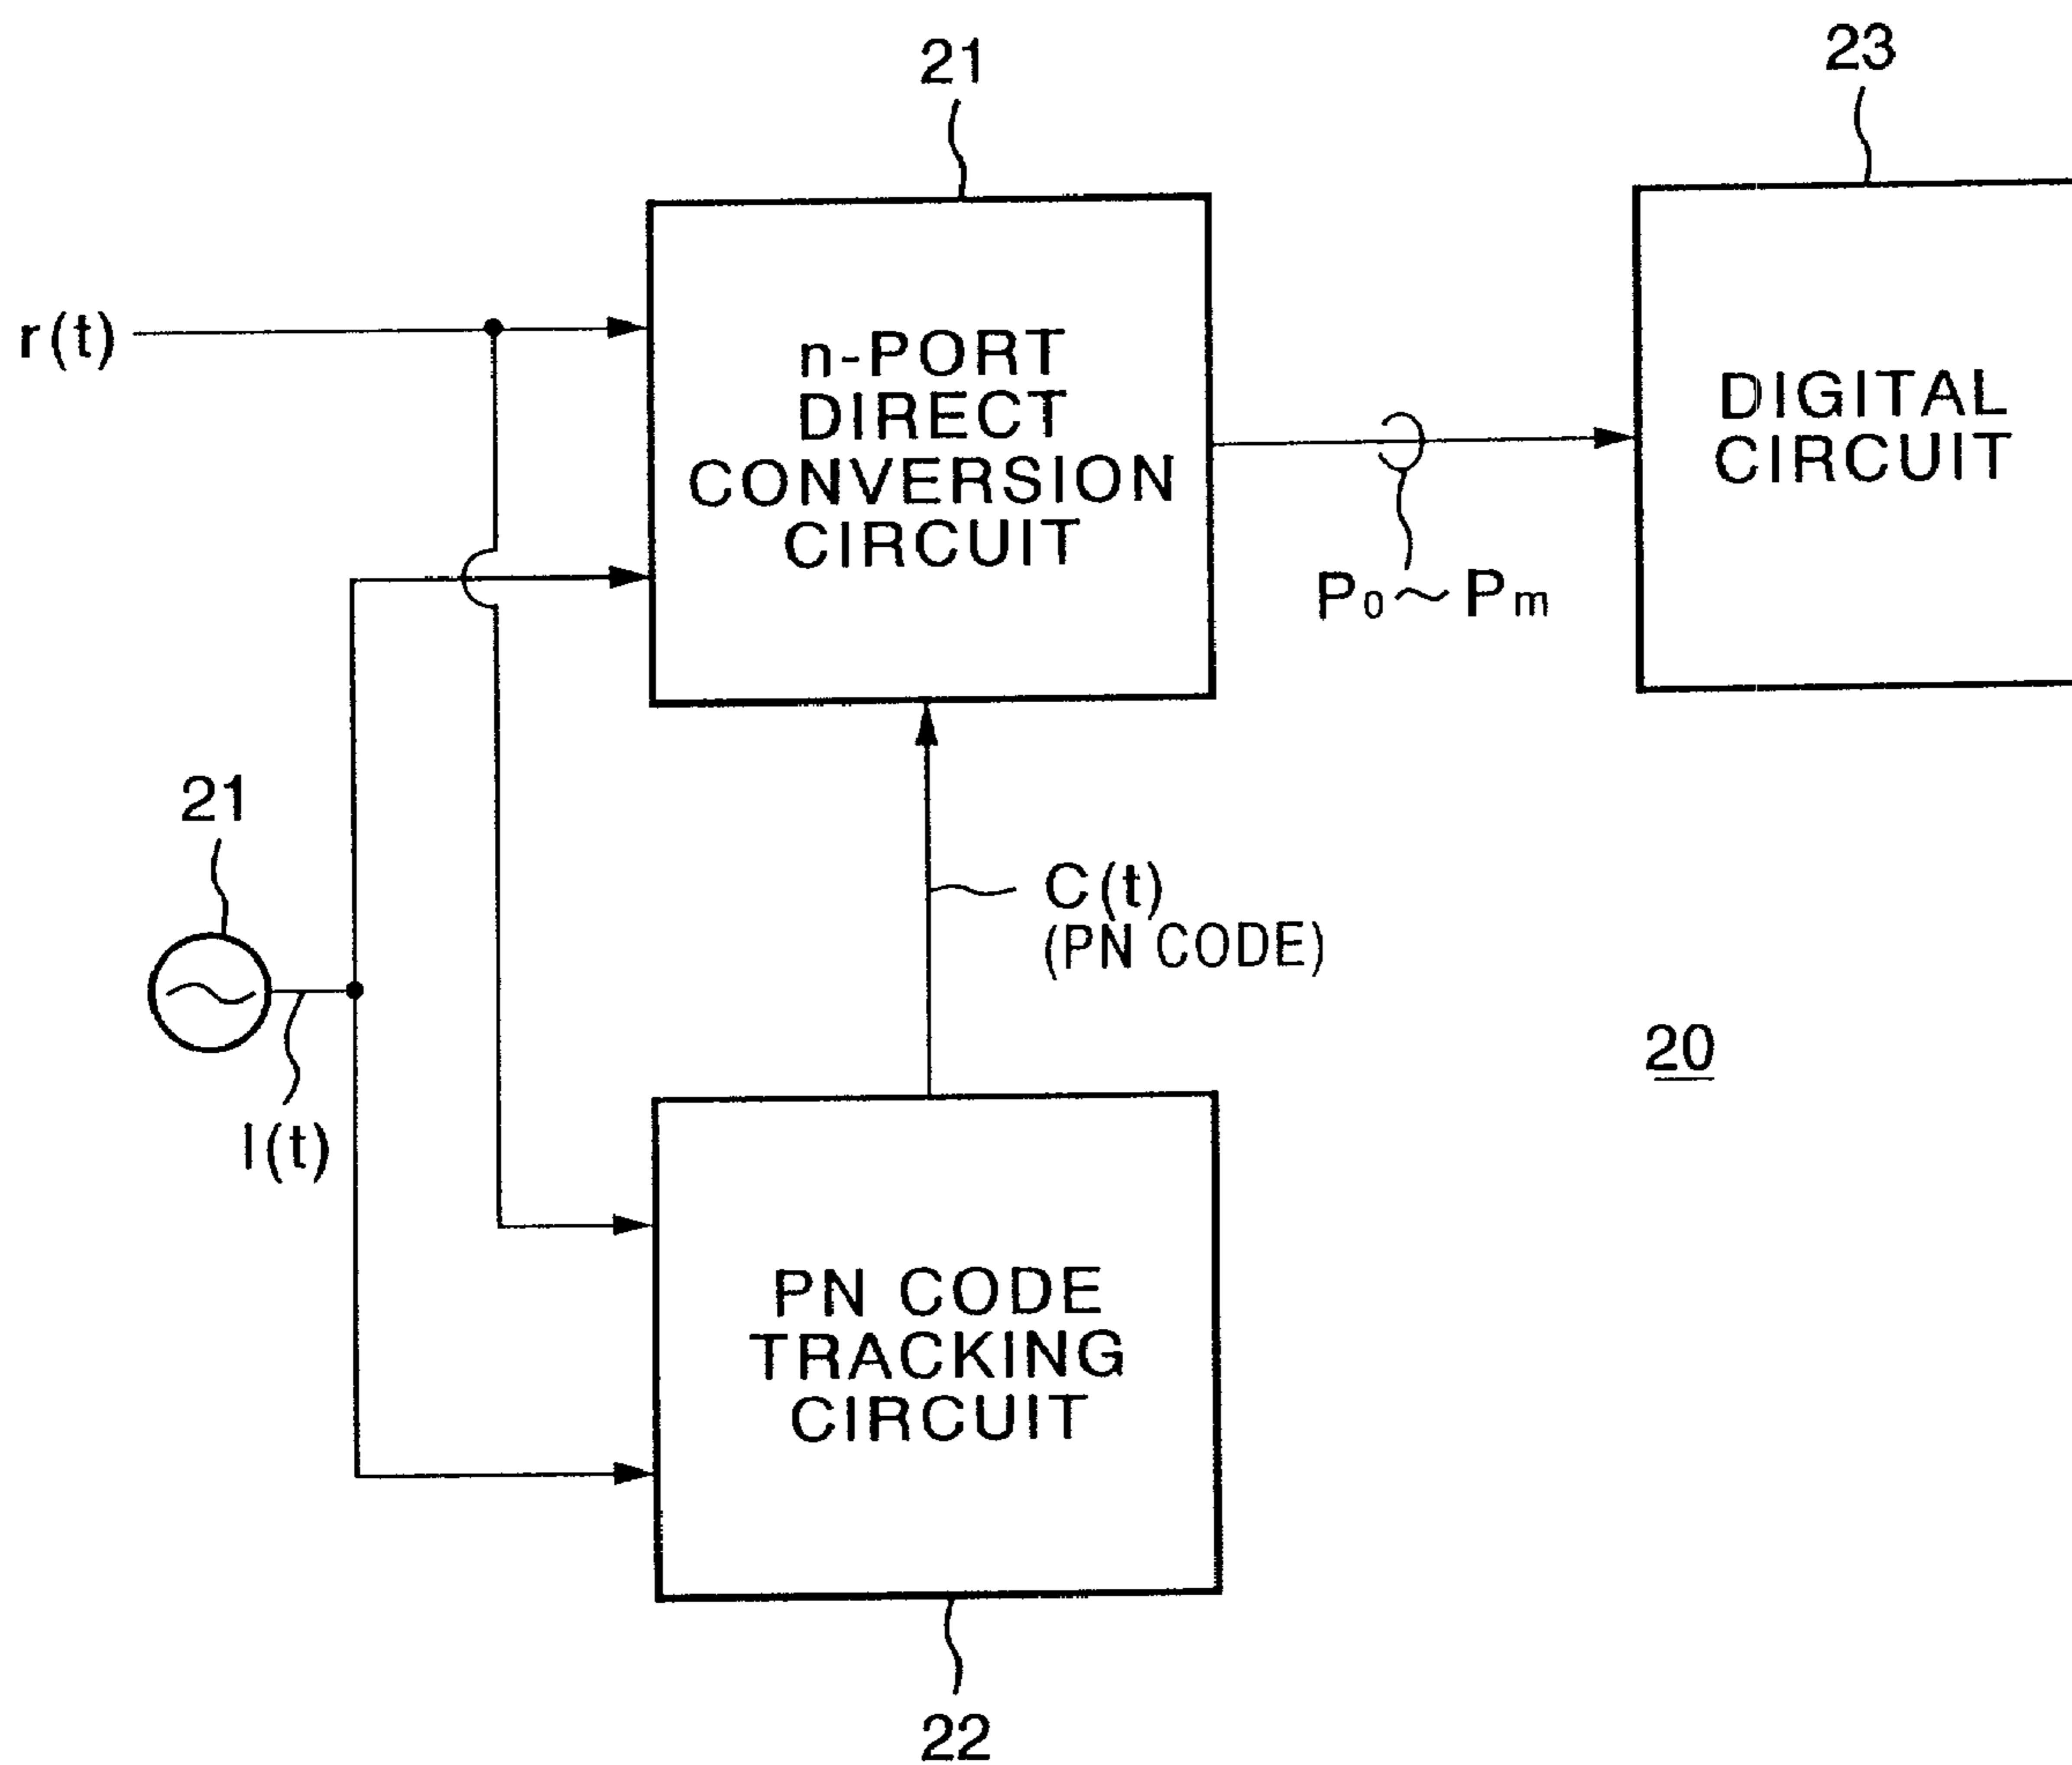 21
23
r(t)
n-PORT
DIRECT
CONVERSION
CIRCUIT
DIGITAL
CIRCUIT
P0～Pm
21
C(t)
(PN CODE)
20
l(t)
PN CODE
TRACKING
CIRCUIT
22